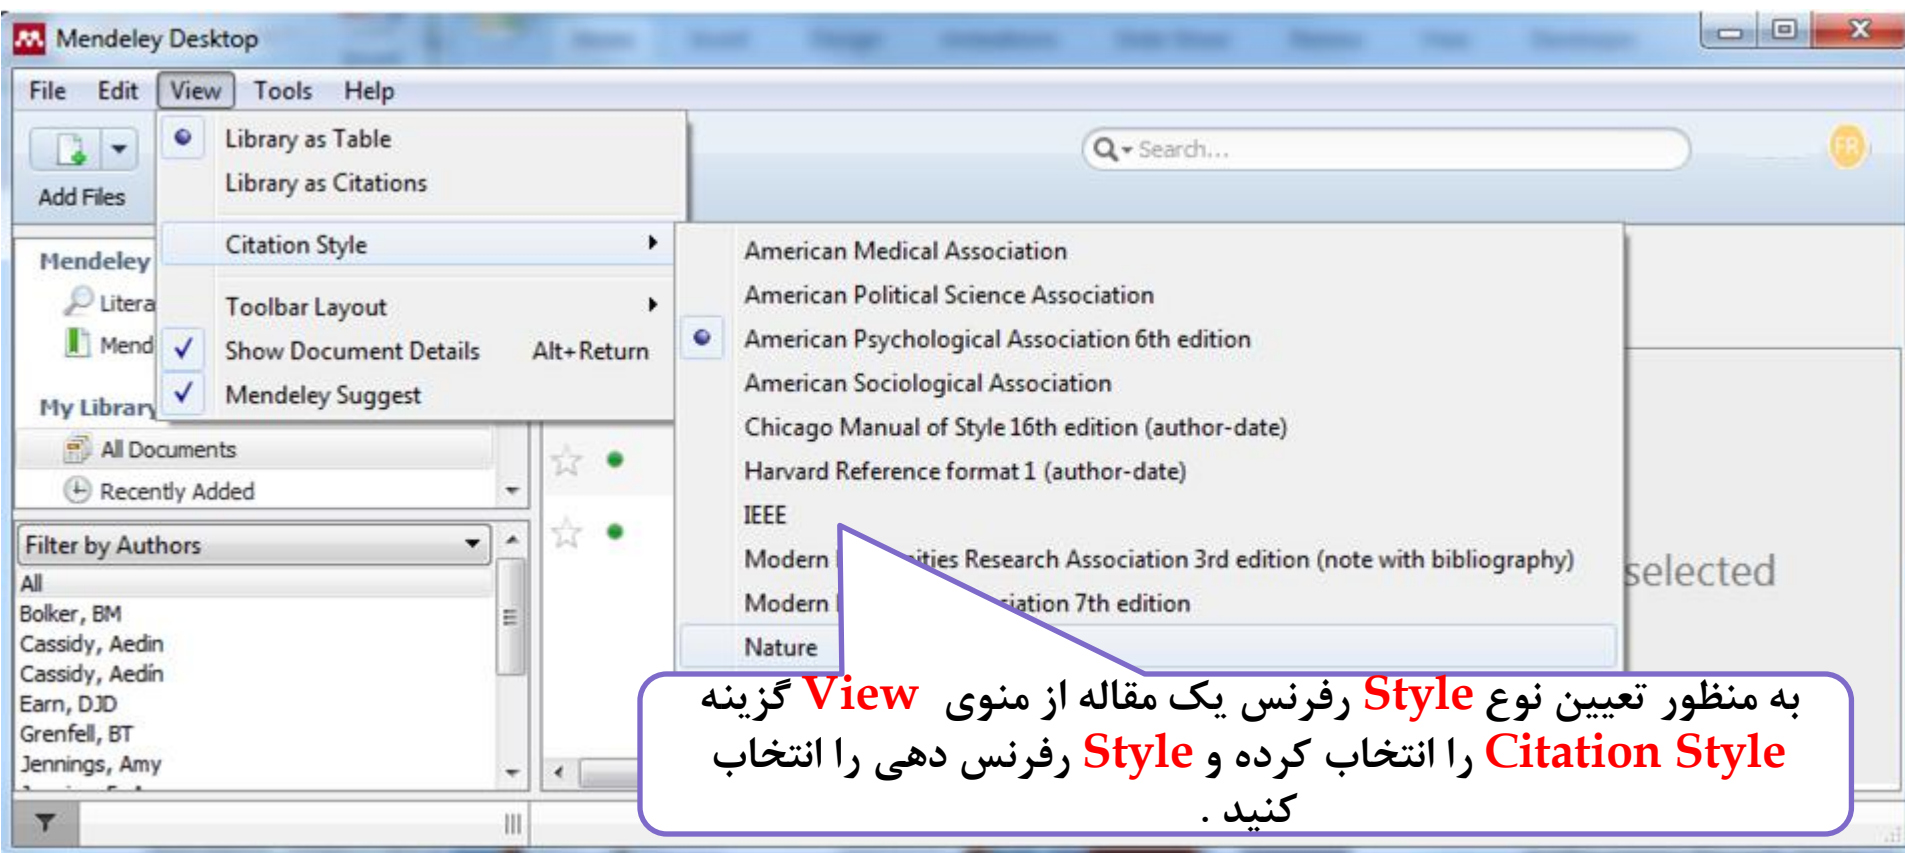 Mendeley Desktop
File Edit View Tools Help
Library as Table
Library as Citations
Search...
FR
Add Files
Citation Style
Toolbar Layout
Show Document Details Alt+Return
Mendeley Suggest
Mendeley
Litera
Mend
My Library
All Documents
Recently Added
American Medical Association
American Political Science Association
American Psychological Association 6th edition
American Sociological Association
Chicago Manual of Style 16th edition (author-date)
Harvard Reference format 1 (author-date)
IEEE
Modern ities Research Association 3rd edition (note with bibliography)
Modern iation 7th edition
Nature
selected
Filter by Authors
All
Bolker, BM
Cassidy, Aedin
Cassidy, Aedín
Earn, DJD
Grenfell, BT
Jennings, Amy
به منظور تعیین نوع Style رفرنس یک مقاله از منوی View گزینه
Citation Style را انتخاب کرده و Style رفرنس دهی را انتخاب
کنید .